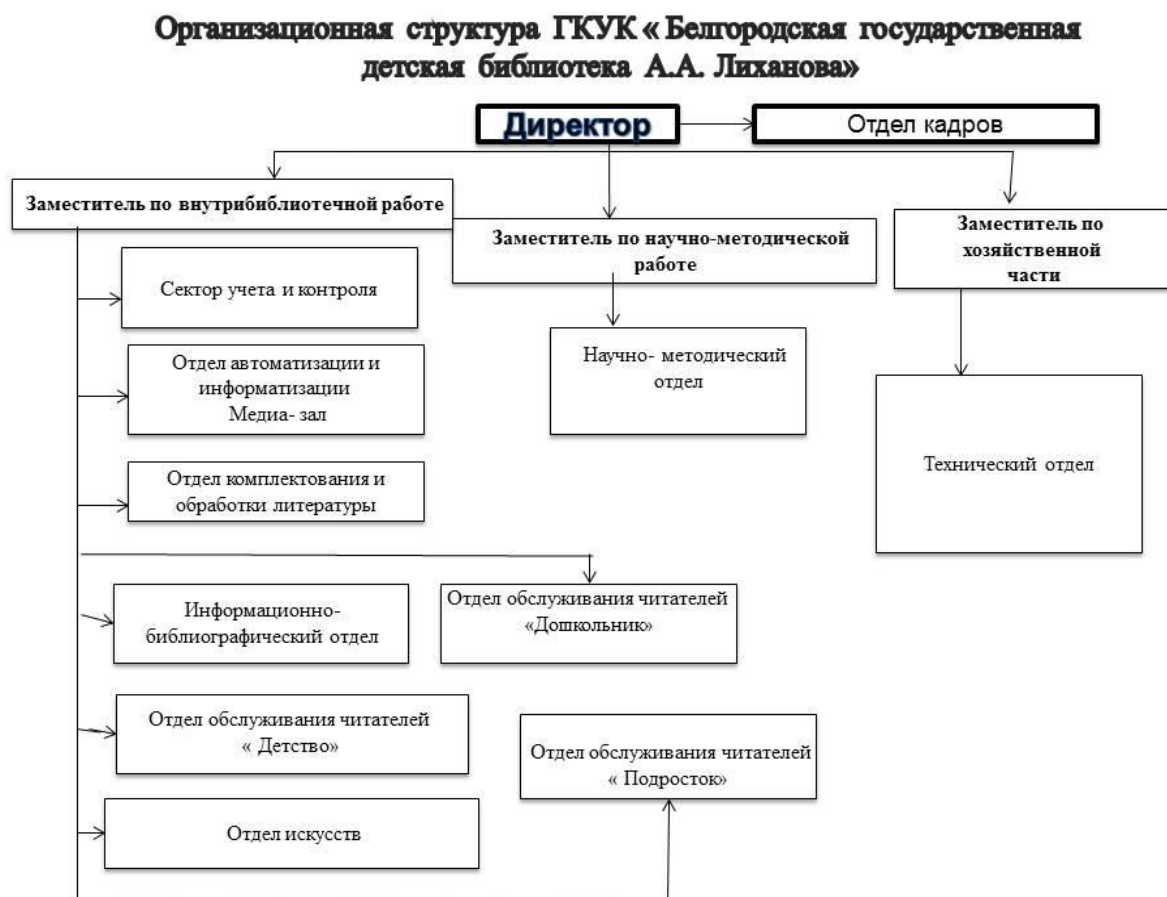 Организационная структура ГКУК « Белгородская государственная
детская библиотека А.А. Лиханова»
Директор
Отдел кадров
Заместитель по внутрибиблиотечной работе
Заместитель по научно-методической
работе
Заместитель по
хозяйственной
части
Сектор учета и контроля
Научно- методический
отдел
Отдел автоматизации и
информатизации
Медиа- зал
Технический отдел
Отдел комплектования и
обработки литературы
Информационно-
библиографический отдел
Отдел обслуживания читателей
«Дошкольник»
Отдел обслуживания читателей
« Детство»
Отдел обслуживания читателей
« Подросток»
Отдел искусств